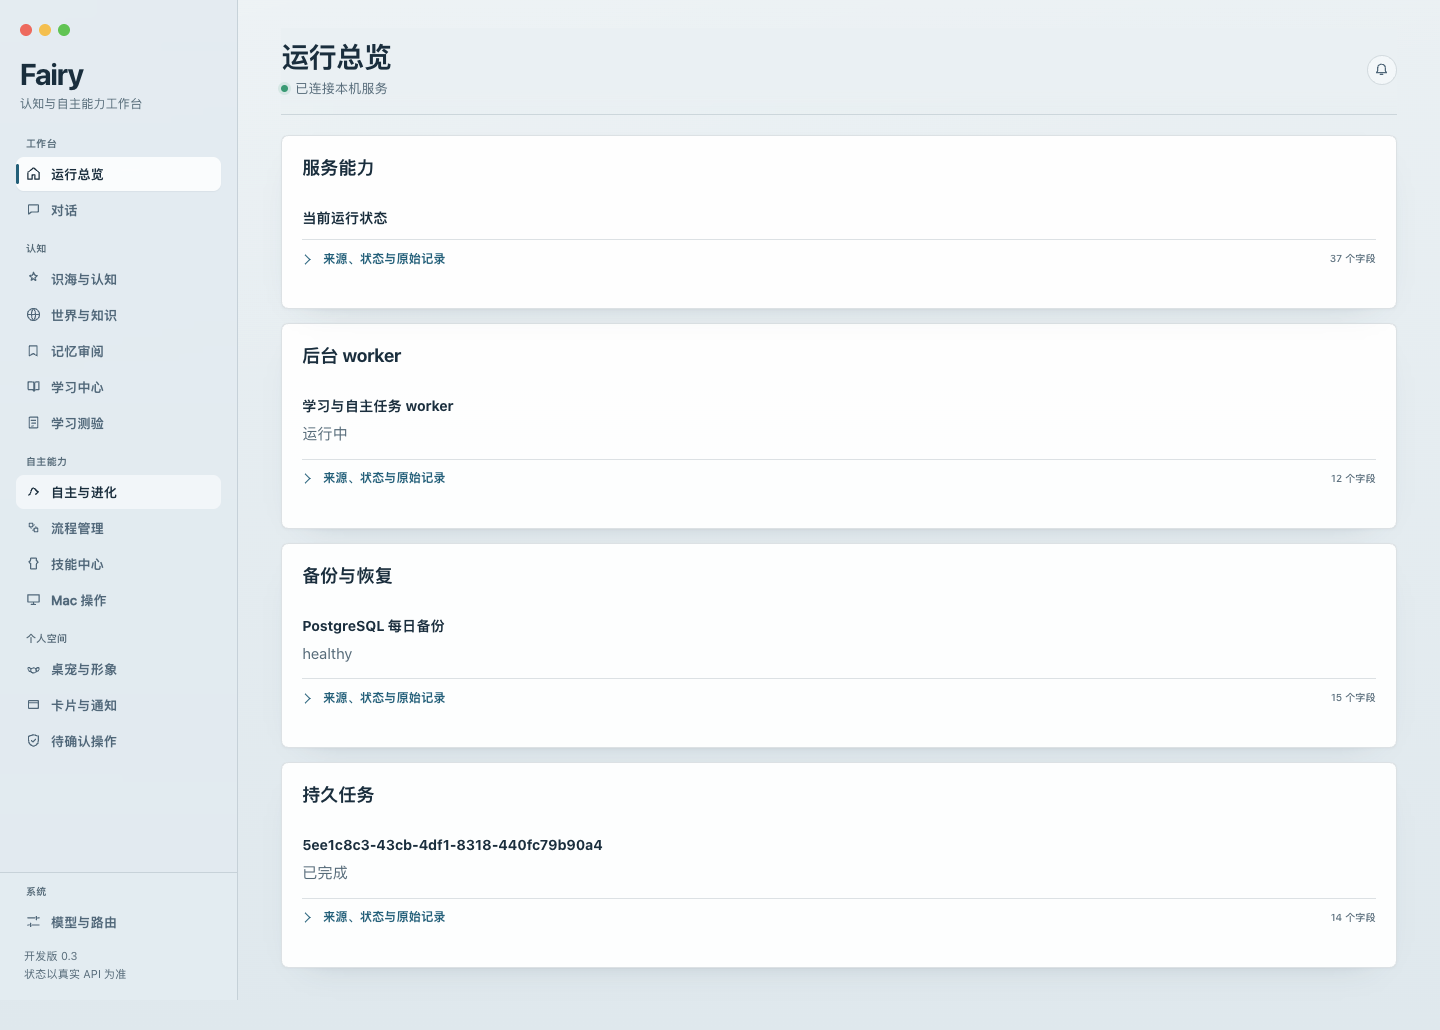 Fairy
认知与自主能力工作台
工作台
运行总览
对话
认知
识海与认知
世界与知识
记忆审阅
学习中心
学习测验
自主能力
自主与进化
流程管理
技能中心
Mac 操作
个人空间
桌宠与形象
卡片与通知
待确认操作
系统
模型与路由
开发版 0.3
状态以真实 API 为准
运行总览
已连接本机服务
服务能力
当前运行状态
来源、状态与原始记录
37 个字段
后台 worker
学习与自主任务 worker
运行中
来源、状态与原始记录
12 个字段
备份与恢复
PostgreSQL 每日备份
healthy
来源、状态与原始记录
15 个字段
持久任务
5ee1c8c3-43cb-4df1-8318-440fc79b90a4
已完成
来源、状态与原始记录
14 个字段